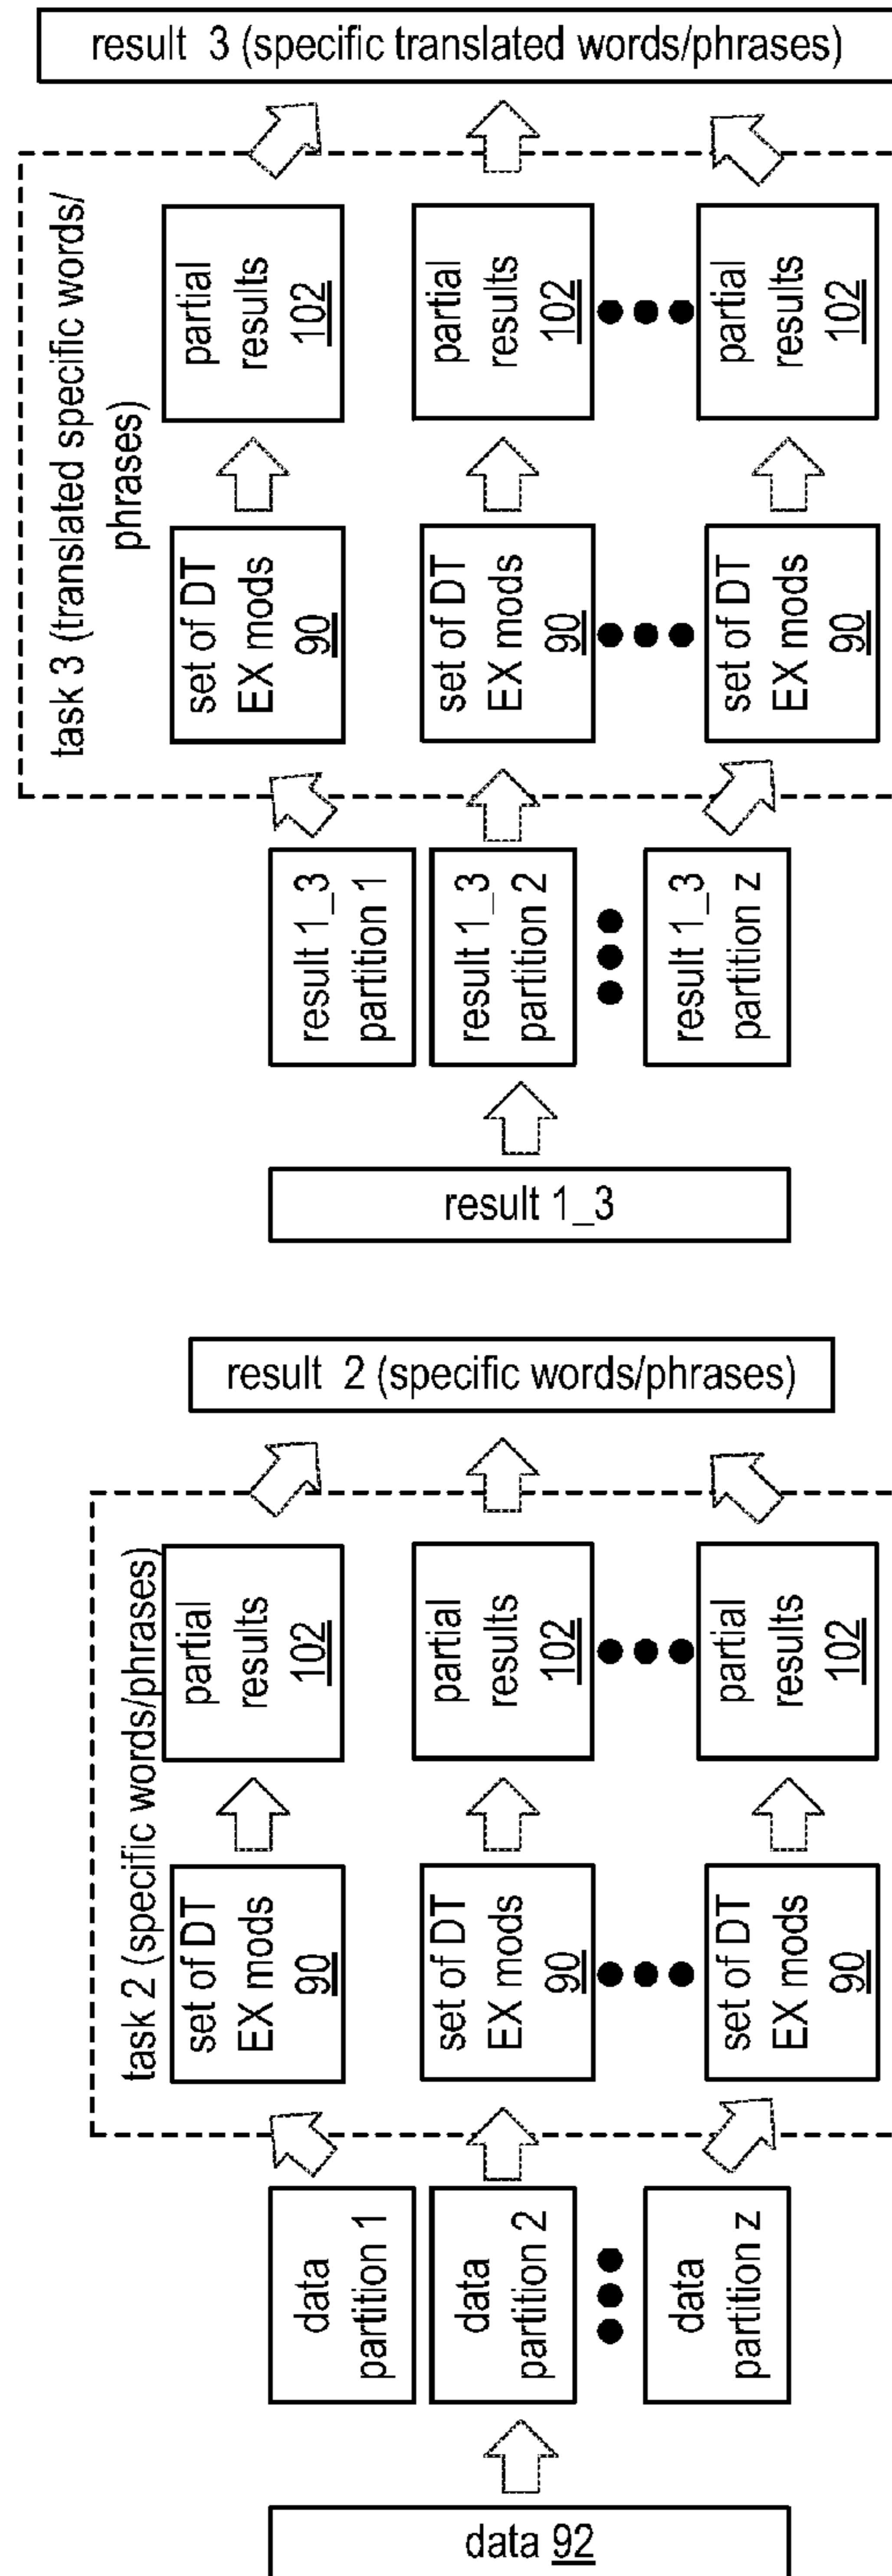 data 92
data
partition 1
data
partition 2
data
partition z
task 2 (specific words/phrases)
set of DT
EX mods
90
set of DT
EX mods
90
set of DT
EX mods
90
partial
results
102
partial
results
102
partial
results
102
result 2 (specific words/phrases)
result 1_3
result 1_3
partition 1
result 1_3
partition 2
result 1_3
partition z
task 3 (translated specific words/
phrases)
set of DT
EX mods
90
set of DT
EX mods
90
set of DT
EX mods
90
partial
results
102
partial
results
102
partial
results
102
result 3 (specific translated words/phrases)